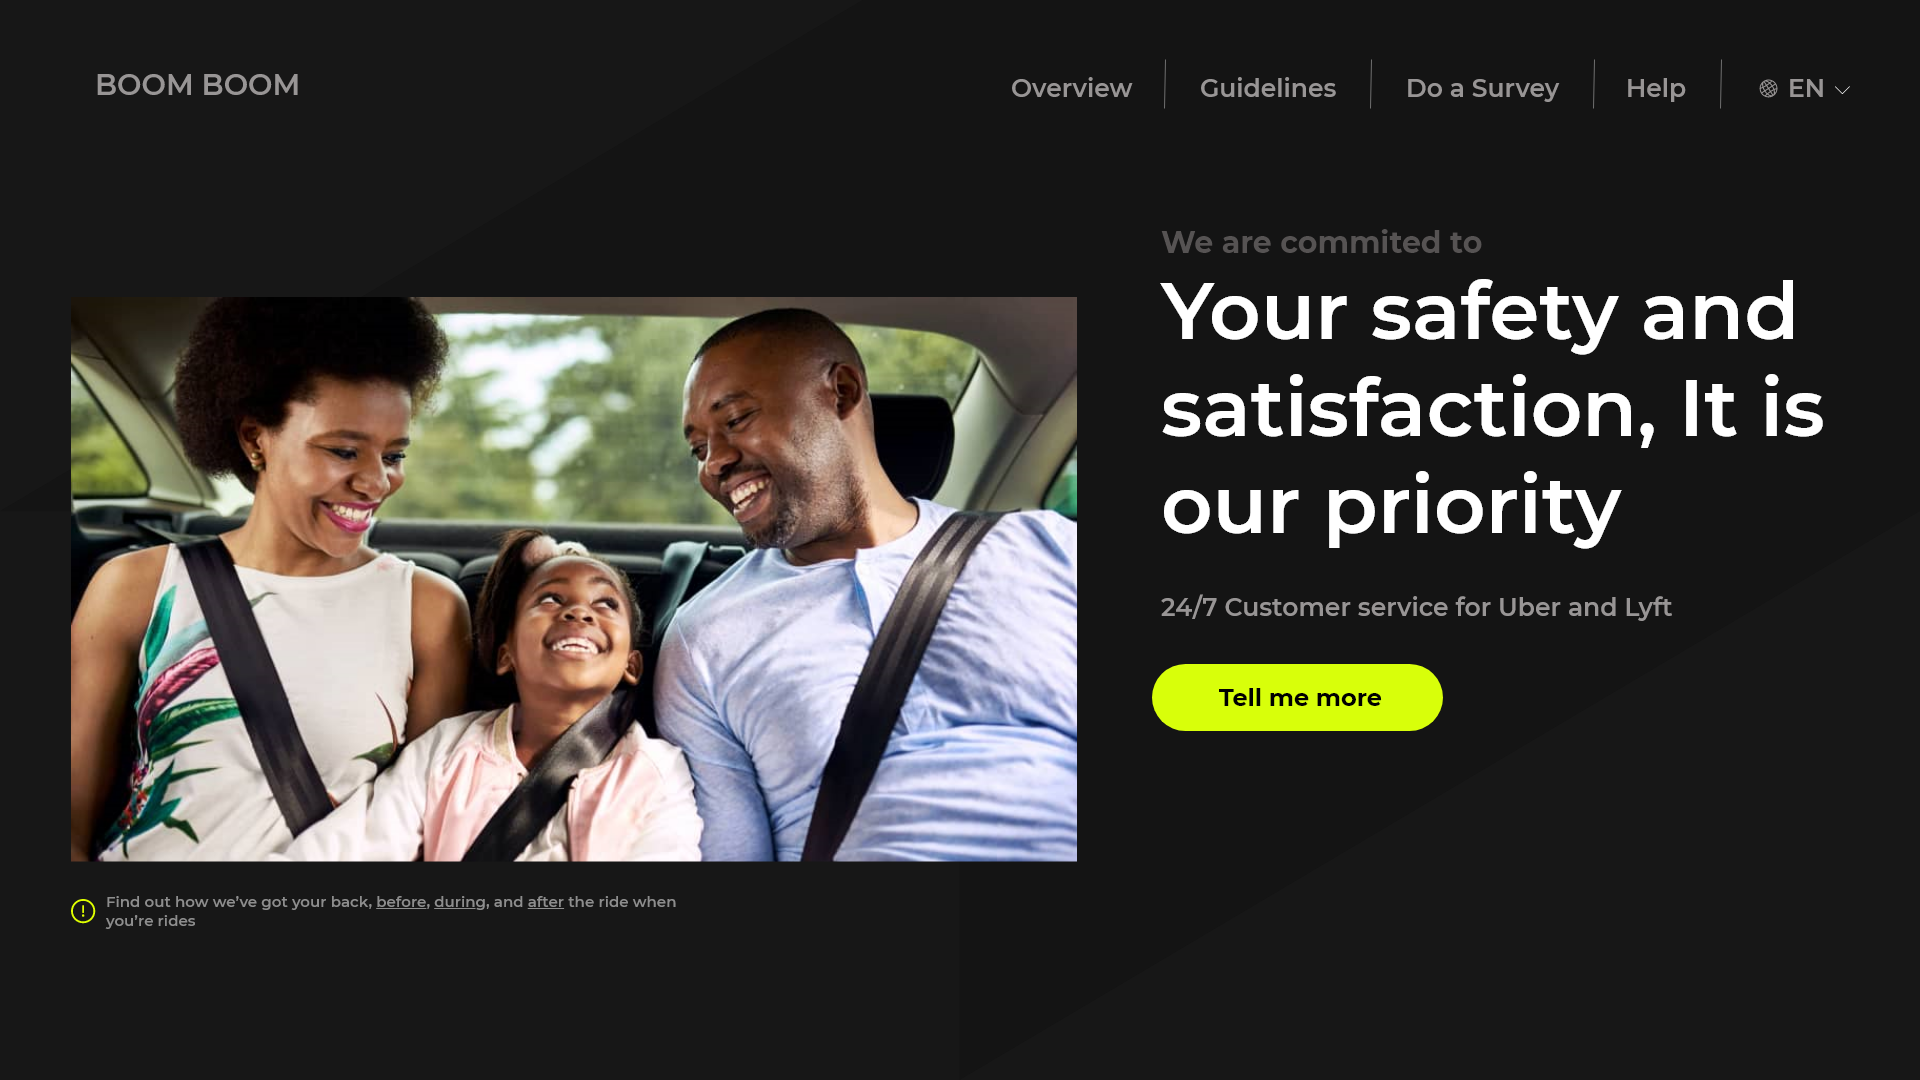 BOOM BOOM
Overview
Guidelines
Do a Survey
Help
EN
We are commited to
Your safety and
satisfaction, It is
our priority
24/7 Customer service for Uber and Lyft
Tell me more
Find out how we’ve got your back, before, during, and after the ride when
you’re rides